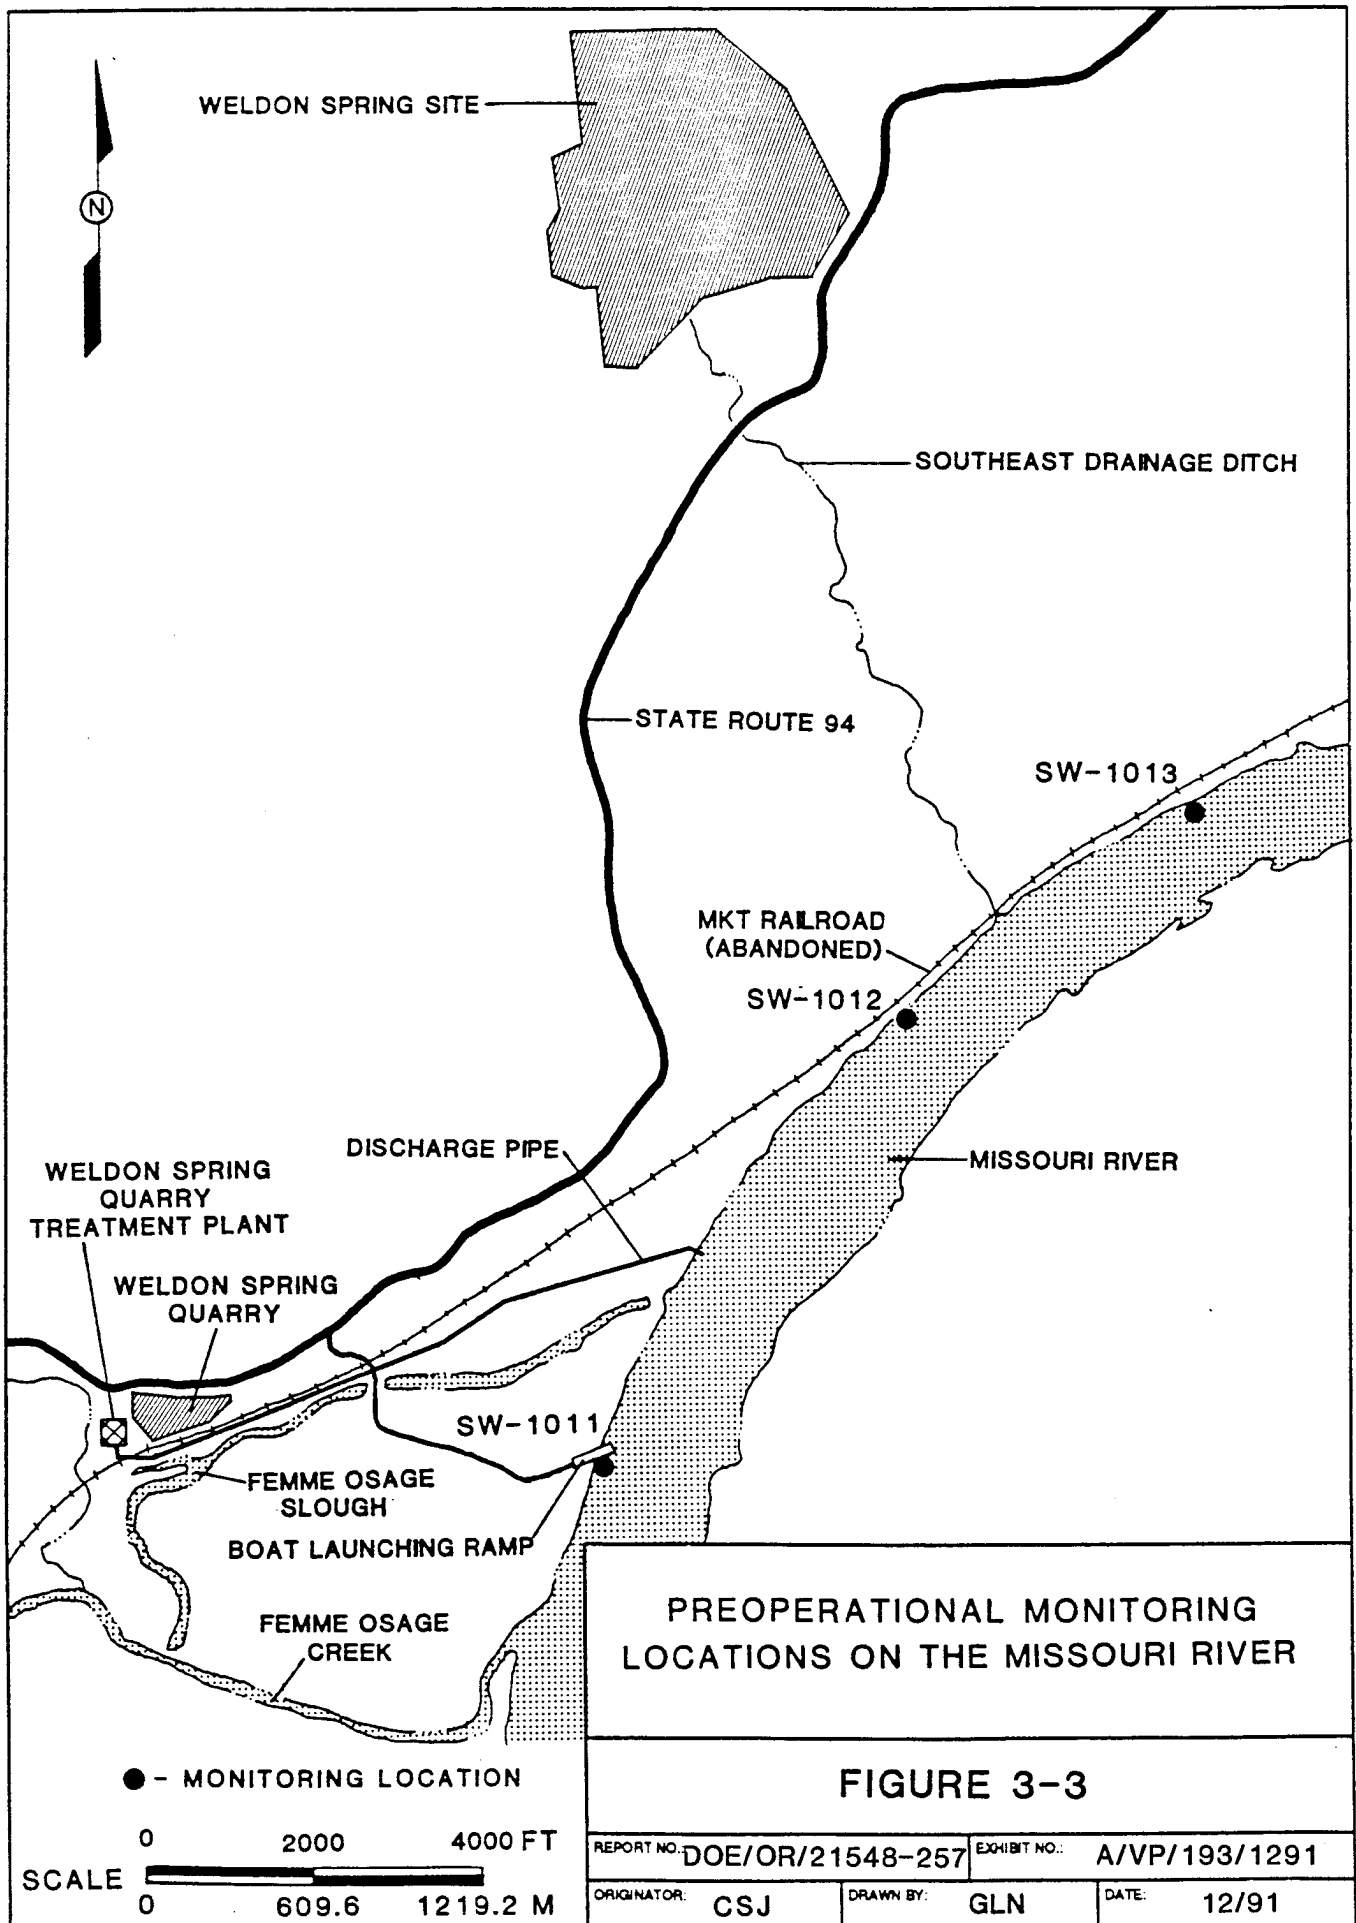 WELDON SPRING SITE
N
SOUTHEAST DRAINAGE DITCH
STATE ROUTE 94
SW-1013
MKT RAILROAD
(ABANDONED)
SW-1012
DISCHARGE PIPE
MISSOURI RIVER
WELDON SPRING
QUARRY
TREATMENT PLANT
WELDON SPRING
QUARRY
SW-1011
FEMME OSAGE
SLOUGH
BOAT LAUNCHING RAMP
FEMME OSAGE
CREEK
PREOPERATIONAL MONITORING
LOCATIONS ON THE MISSOURI RIVER
● - MONITORING LOCATION
FIGURE 3-3
0 2000 4000 FT
SCALE
0 609.6 1219.2 M
REPORT NO.: DOE/OR/21548-257 EXHIBIT NO.: A/VP/193/1291
ORIGINATOR: CSJ DRAWN BY: GLN DATE: 12/91